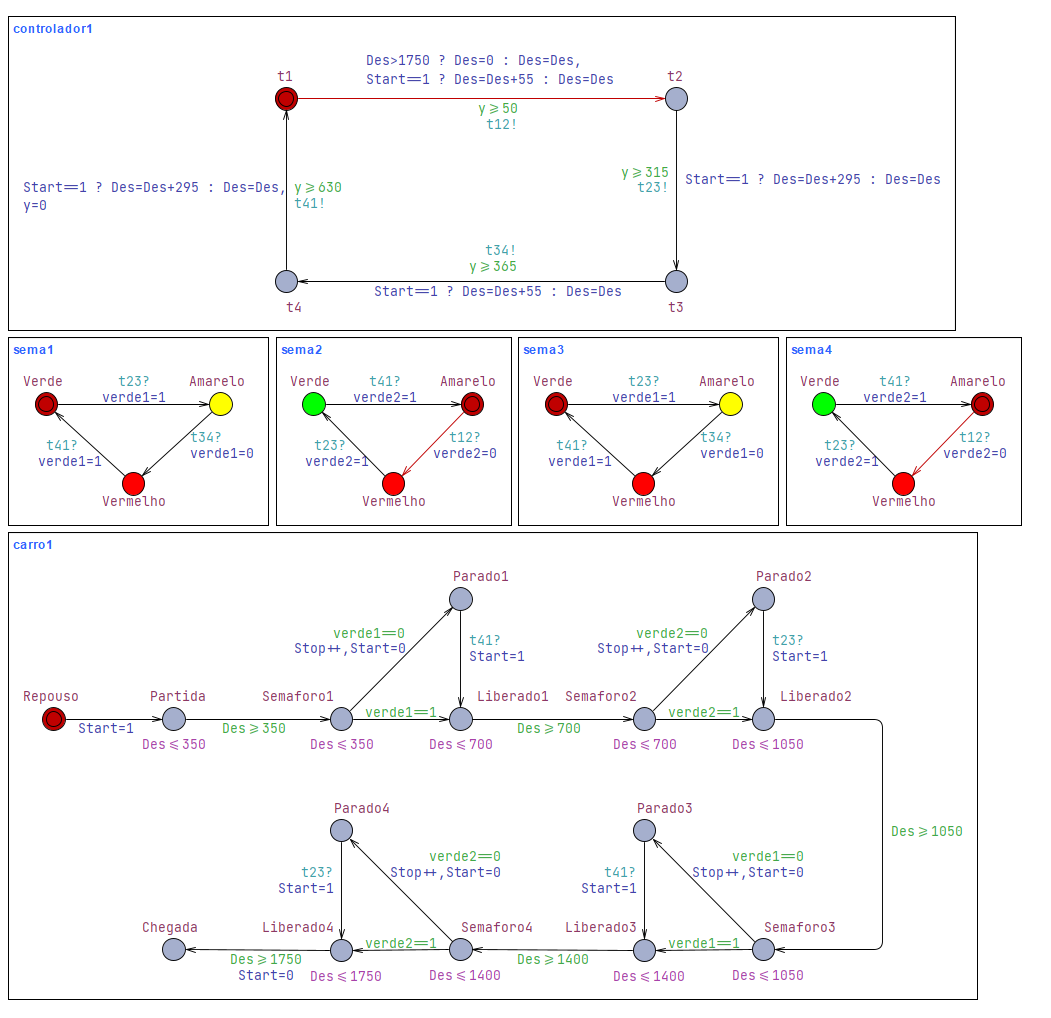 controlador1
Des>1750 ? Des=0 : Des=Des,
Start==1 ? Des=Des+55 : Des=Des
t1
t2
y>=50
t12!
y>=315
t23!
Start==1 ? Des=Des+295 : Des=Des
Start==1 ? Des=Des+295 : Des=Des,
y=0
y>=630
t41!
t34!
y>=365
Start==1 ? Des=Des+55 : Des=Des
t4
t3
sema1
Verde
t23?
verde1=1
Amarelo
t41?
verde1=1
t34?
verde1=0
Vermelho
sema2
Verde
t41?
verde2=1
Amarelo
t23?
verde2=1
t12?
verde2=0
Vermelho
sema3
Verde
t23?
verde1=1
Amarelo
t41?
verde1=1
t34?
verde1=0
Vermelho
sema4
Verde
t41?
verde2=1
Amarelo
t23?
verde2=1
t12?
verde2=0
Vermelho
carro1
Parado1
Parado2
verde1==0
Stop++,Start=0
t41?
Start=1
verde2==0
Stop++,Start=0
t23?
Start=1
Repouso
Partida
Semaforo1
Liberado1
Semaforo2
Liberado2
Start=1
Des>=350
verde1==1
Des>=700
verde2==1
Des<=350
Des<=350
Des<=700
Des<=700
Des<=1050
Des>=1050
Parado4
Parado3
t23?
Start=1
verde2==0
Stop++,Start=0
t41?
Start=1
verde1==0
Stop++,Start=0
Chegada
Liberado4
Semaforo4
Liberado3
Semaforo3
Des>=1750
Start=0
verde2==1
Des>=1400
verde1==1
Des<=1750
Des<=1400
Des<=1400
Des<=1050